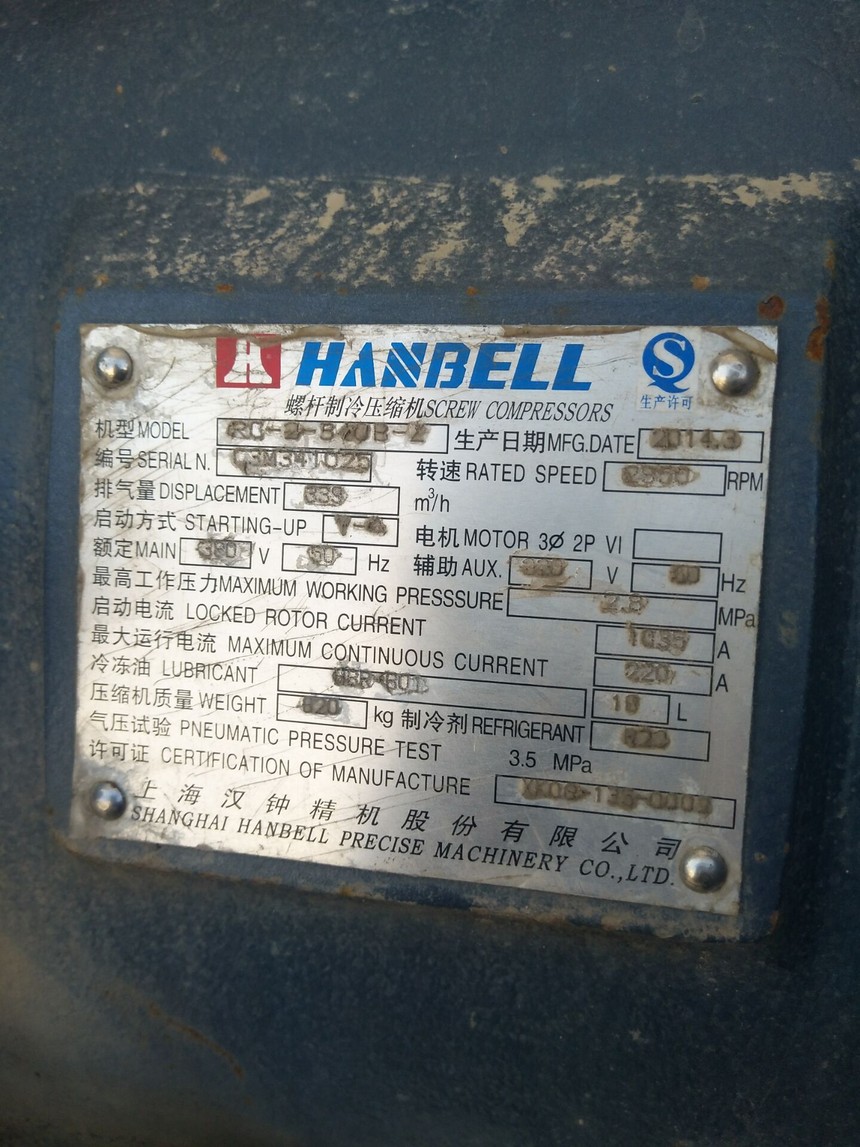 HANBELL
生产许可
螺杆制冷压缩机SCREW COMPRESSORS
机型MODEL 生产日期MFG.DATE 2014.3
编号SERIAL N. 转速RATED SPEED 2950 RPM
排气量DISPLACEMENT 339 m³/h
启动方式 STARTING-UP 电机MOTOR 3Ø 2P VI
额定MAIN 380 V 50 Hz 辅助AUX. V Hz
最高工作压力MAXIMUM WORKING PRESSSURE 2.8 MPa
启动电流 LOCKED ROTOR CURRENT 1035 A
最大运行电流 MAXIMUM CONTINUOUS CURRENT 220 A
冷冻油 LUBRICANT L
压缩机质量WEIGHT 620 kg 制冷剂REFRIGERANT R22
气压试验 PNEUMATIC PRESSURE TEST 3.5 MPa
许可证 CERTIFICATION OF MANUFACTURE
上海汉钟精机股份有限公司
SHANGHAI HANBELL PRECISE MACHINERY CO.,LTD.